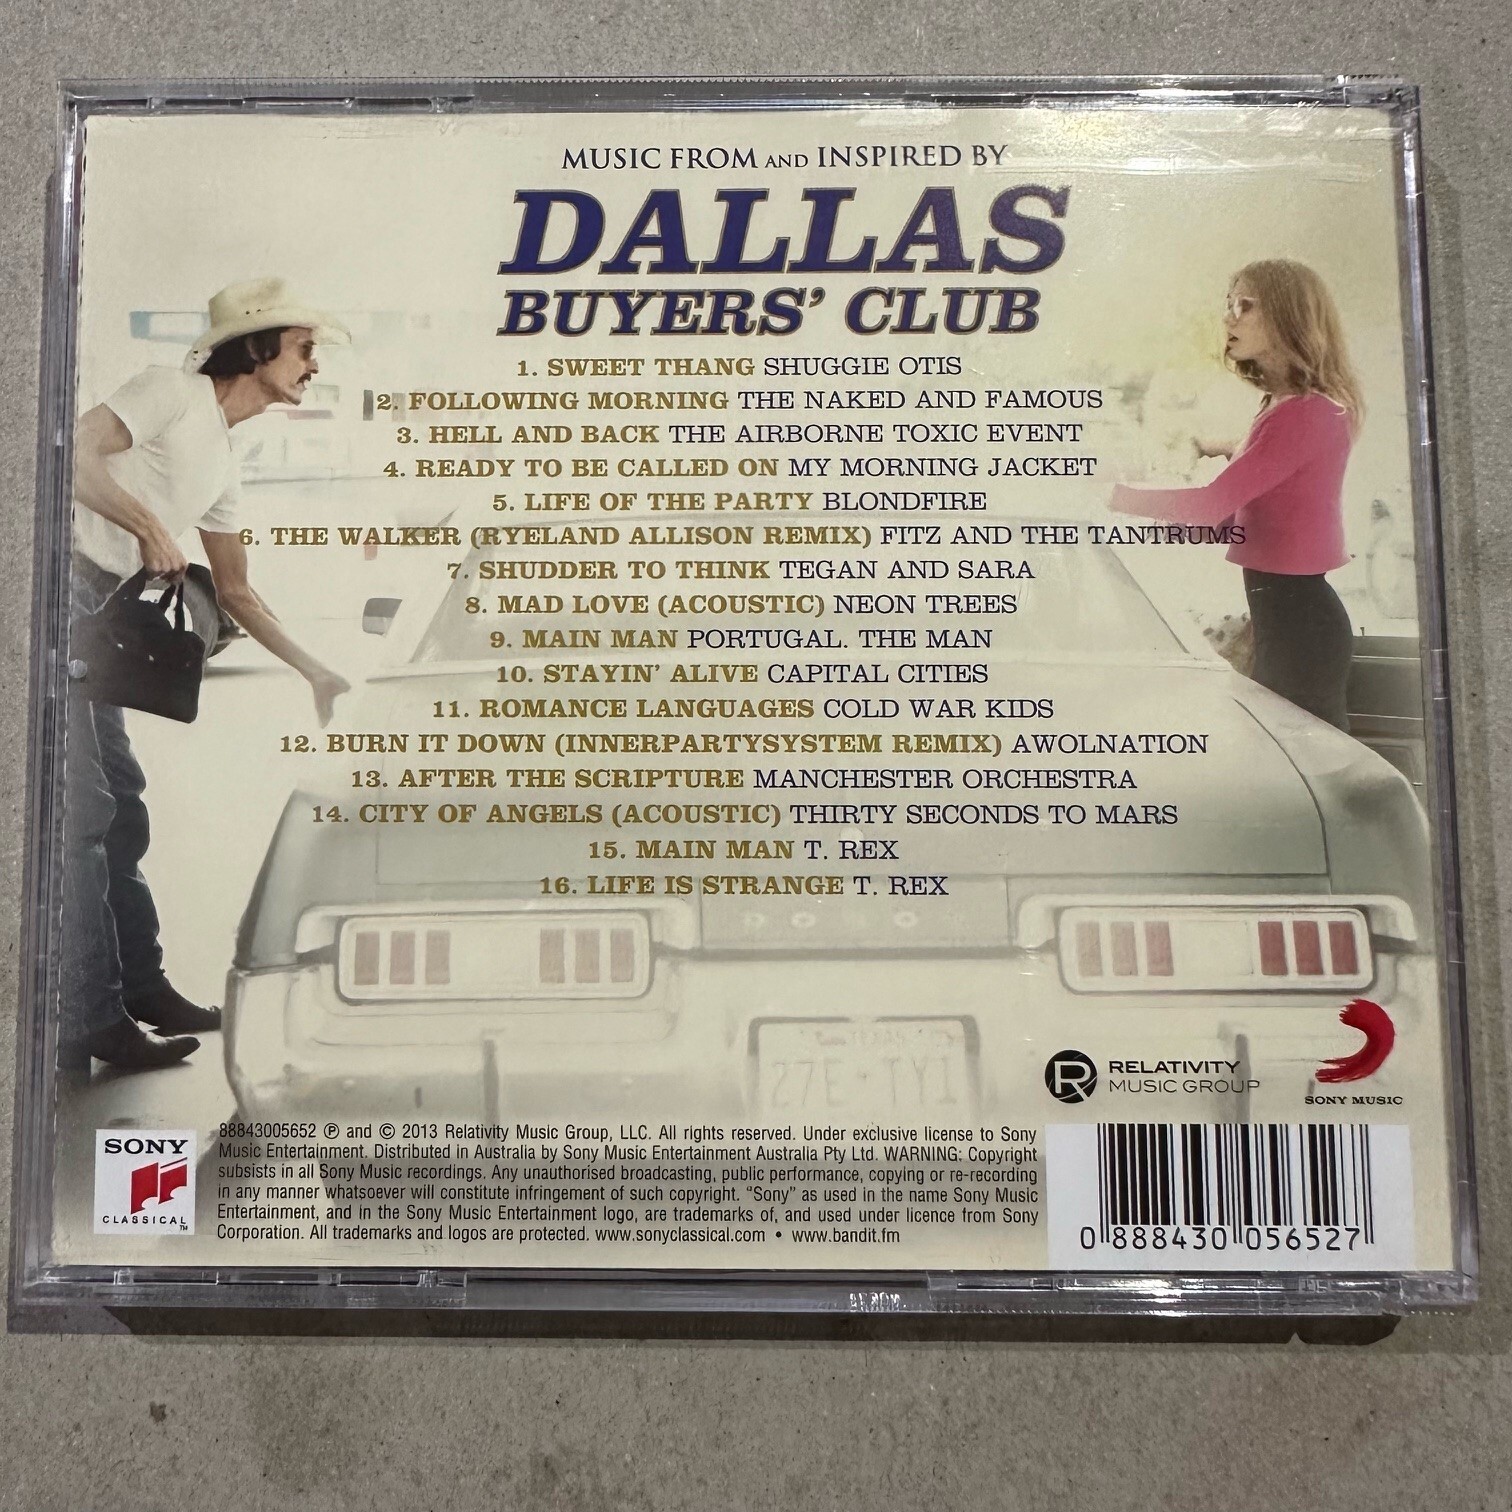 MUSIC FROM AND INSPIRED BY
DALLAS
BUYERS' CLUB
1. SWEET THANG SHUGGIE OTIS
2. FOLLOWING MORNING THE NAKED AND FAMOUS
3. HELL AND BACK THE AIRBORNE TOXIC EVENT
4. READY TO BE CALLED ON MY MORNING JACKET
5. LIFE OF THE PARTY BLONDFIRE
6. THE WALKER (RYELAND ALLISON REMIX) FITZ AND THE TANTRUMS
7. SHUDDER TO THINK TEGAN AND SARA
8. MAD LOVE (ACOUSTIC) NEON TREES
9. MAIN MAN PORTUGAL. THE MAN
10. STAYIN' ALIVE CAPITAL CITIES
11. ROMANCE LANGUAGES COLD WAR KIDS
12. BURN IT DOWN (INNERPARTYSYSTEM REMIX) AWOLNATION
13. AFTER THE SCRIPTURE MANCHESTER ORCHESTRA
14. CITY OF ANGELS (ACOUSTIC) THIRTY SECONDS TO MARS
15. MAIN MAN T. REX
16. LIFE IS STRANGE T. REX
R RELATIVITY
MUSIC GROUP
SONY MUSIC
SONY
CLASSICAL™
88843005652 ℗ and © 2013 Relativity Music Group, LLC. All rights reserved. Under exclusive license to Sony
Music Entertainment. Distributed in Australia by Sony Music Entertainment Australia Pty Ltd. WARNING: Copyright
subsists in all Sony Music recordings. Any unauthorised broadcasting, public performance, copying or re-recording
in any manner whatsoever will constitute infringement of such copyright. "Sony" as used in the name Sony Music
Entertainment, and in the Sony Music Entertainment logo, are trademarks of, and used under licence from Sony
Corporation. All trademarks and logos are protected. www.sonyclassical.com • www.bandit.fm
0 888430 056527